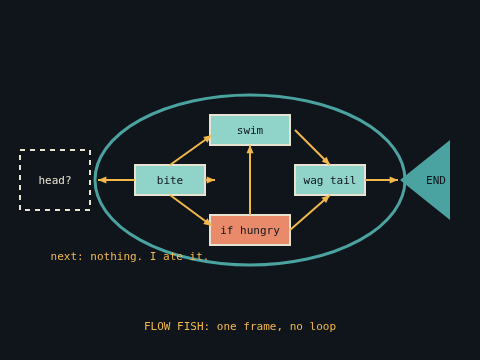 swim
head?
bite
wag tail
END
if hungry
next: nothing. I ate it.
FLOW FISH: one frame, no loop